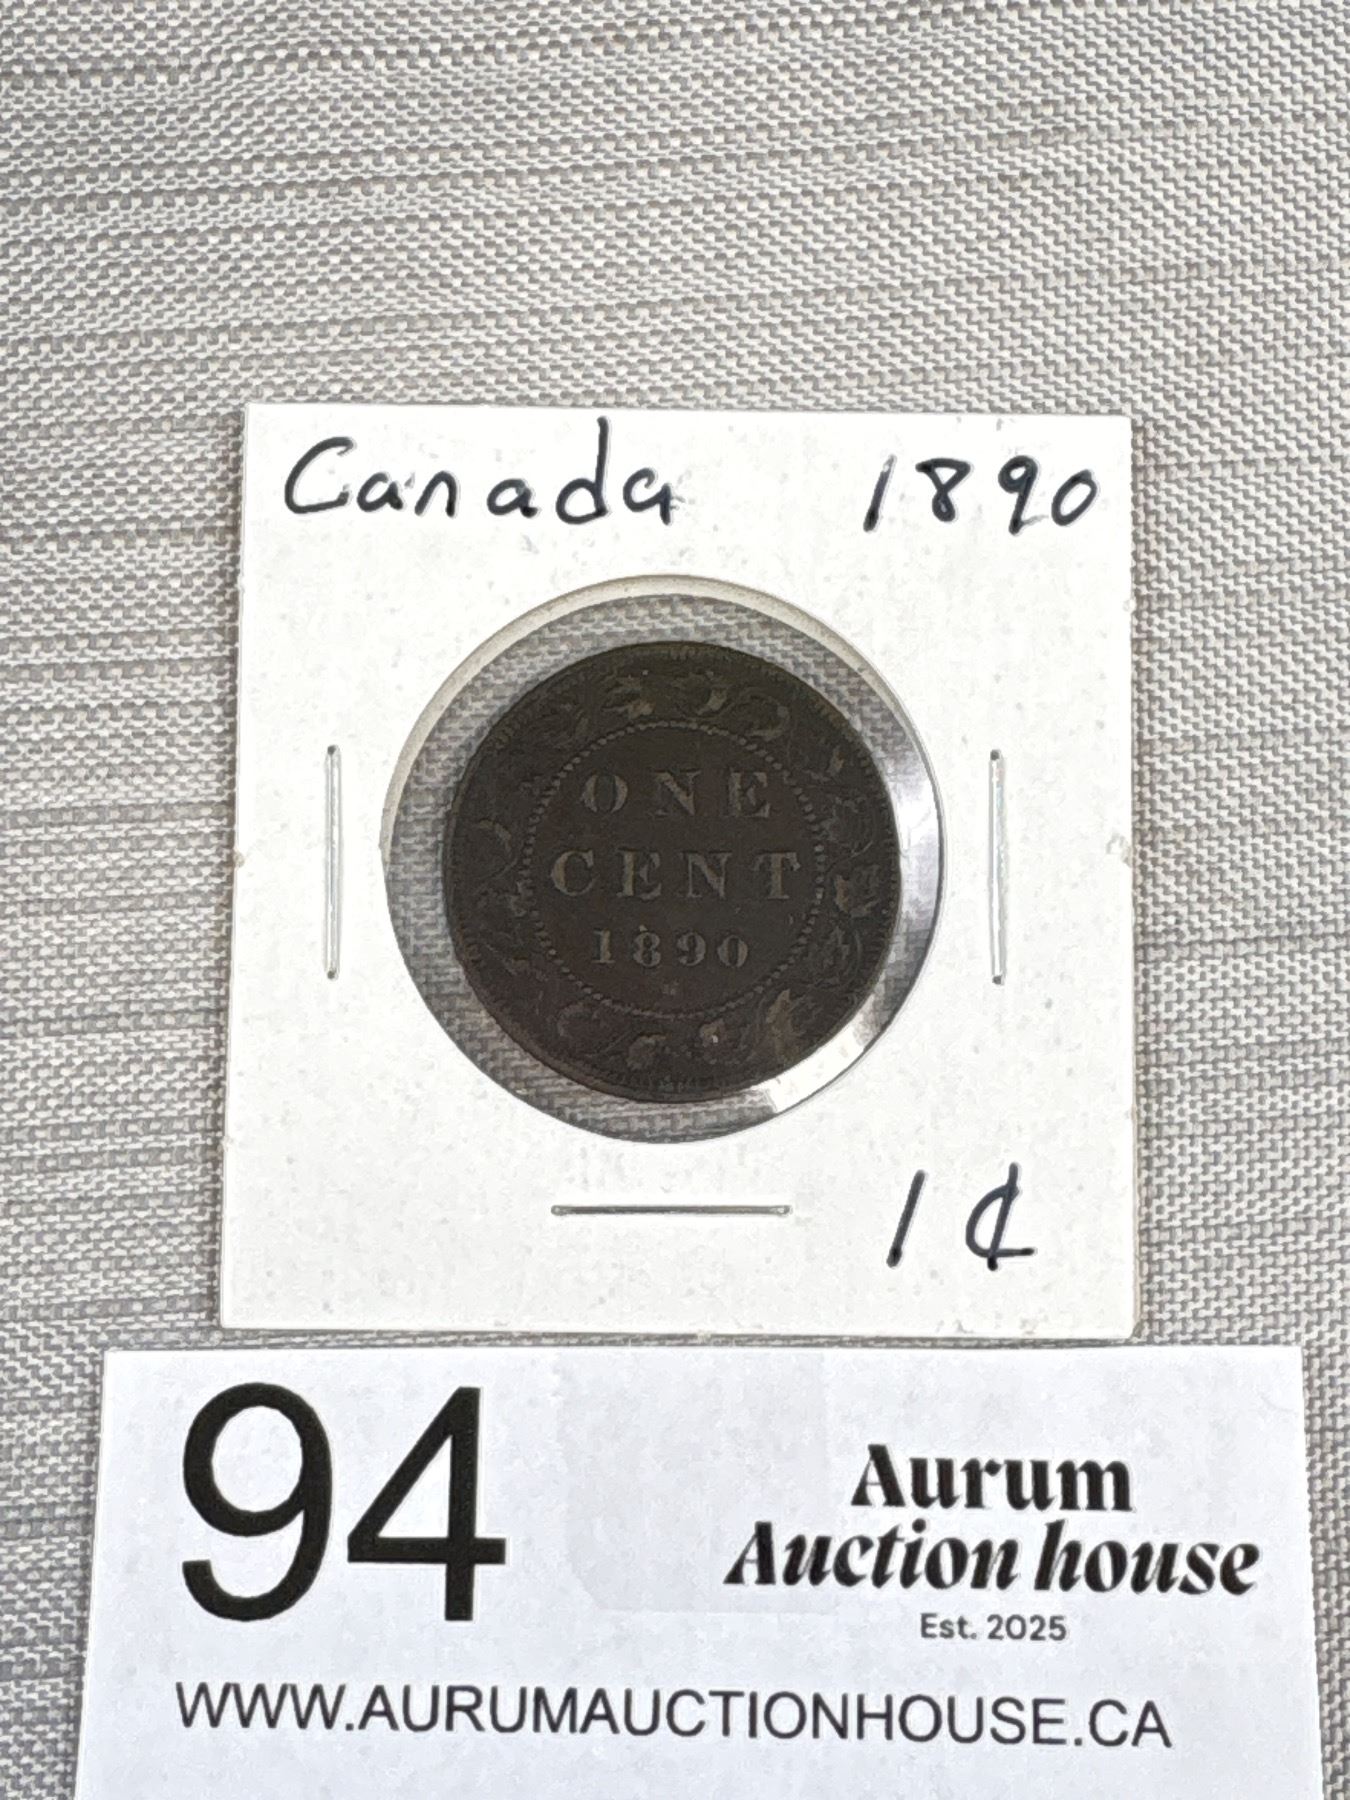 Canada 1890
ONE
CENT
1890
H
1¢
94
Aurum
Auction house
Est. 2025
WWW.AURUMAUCTIONHOUSE.CA